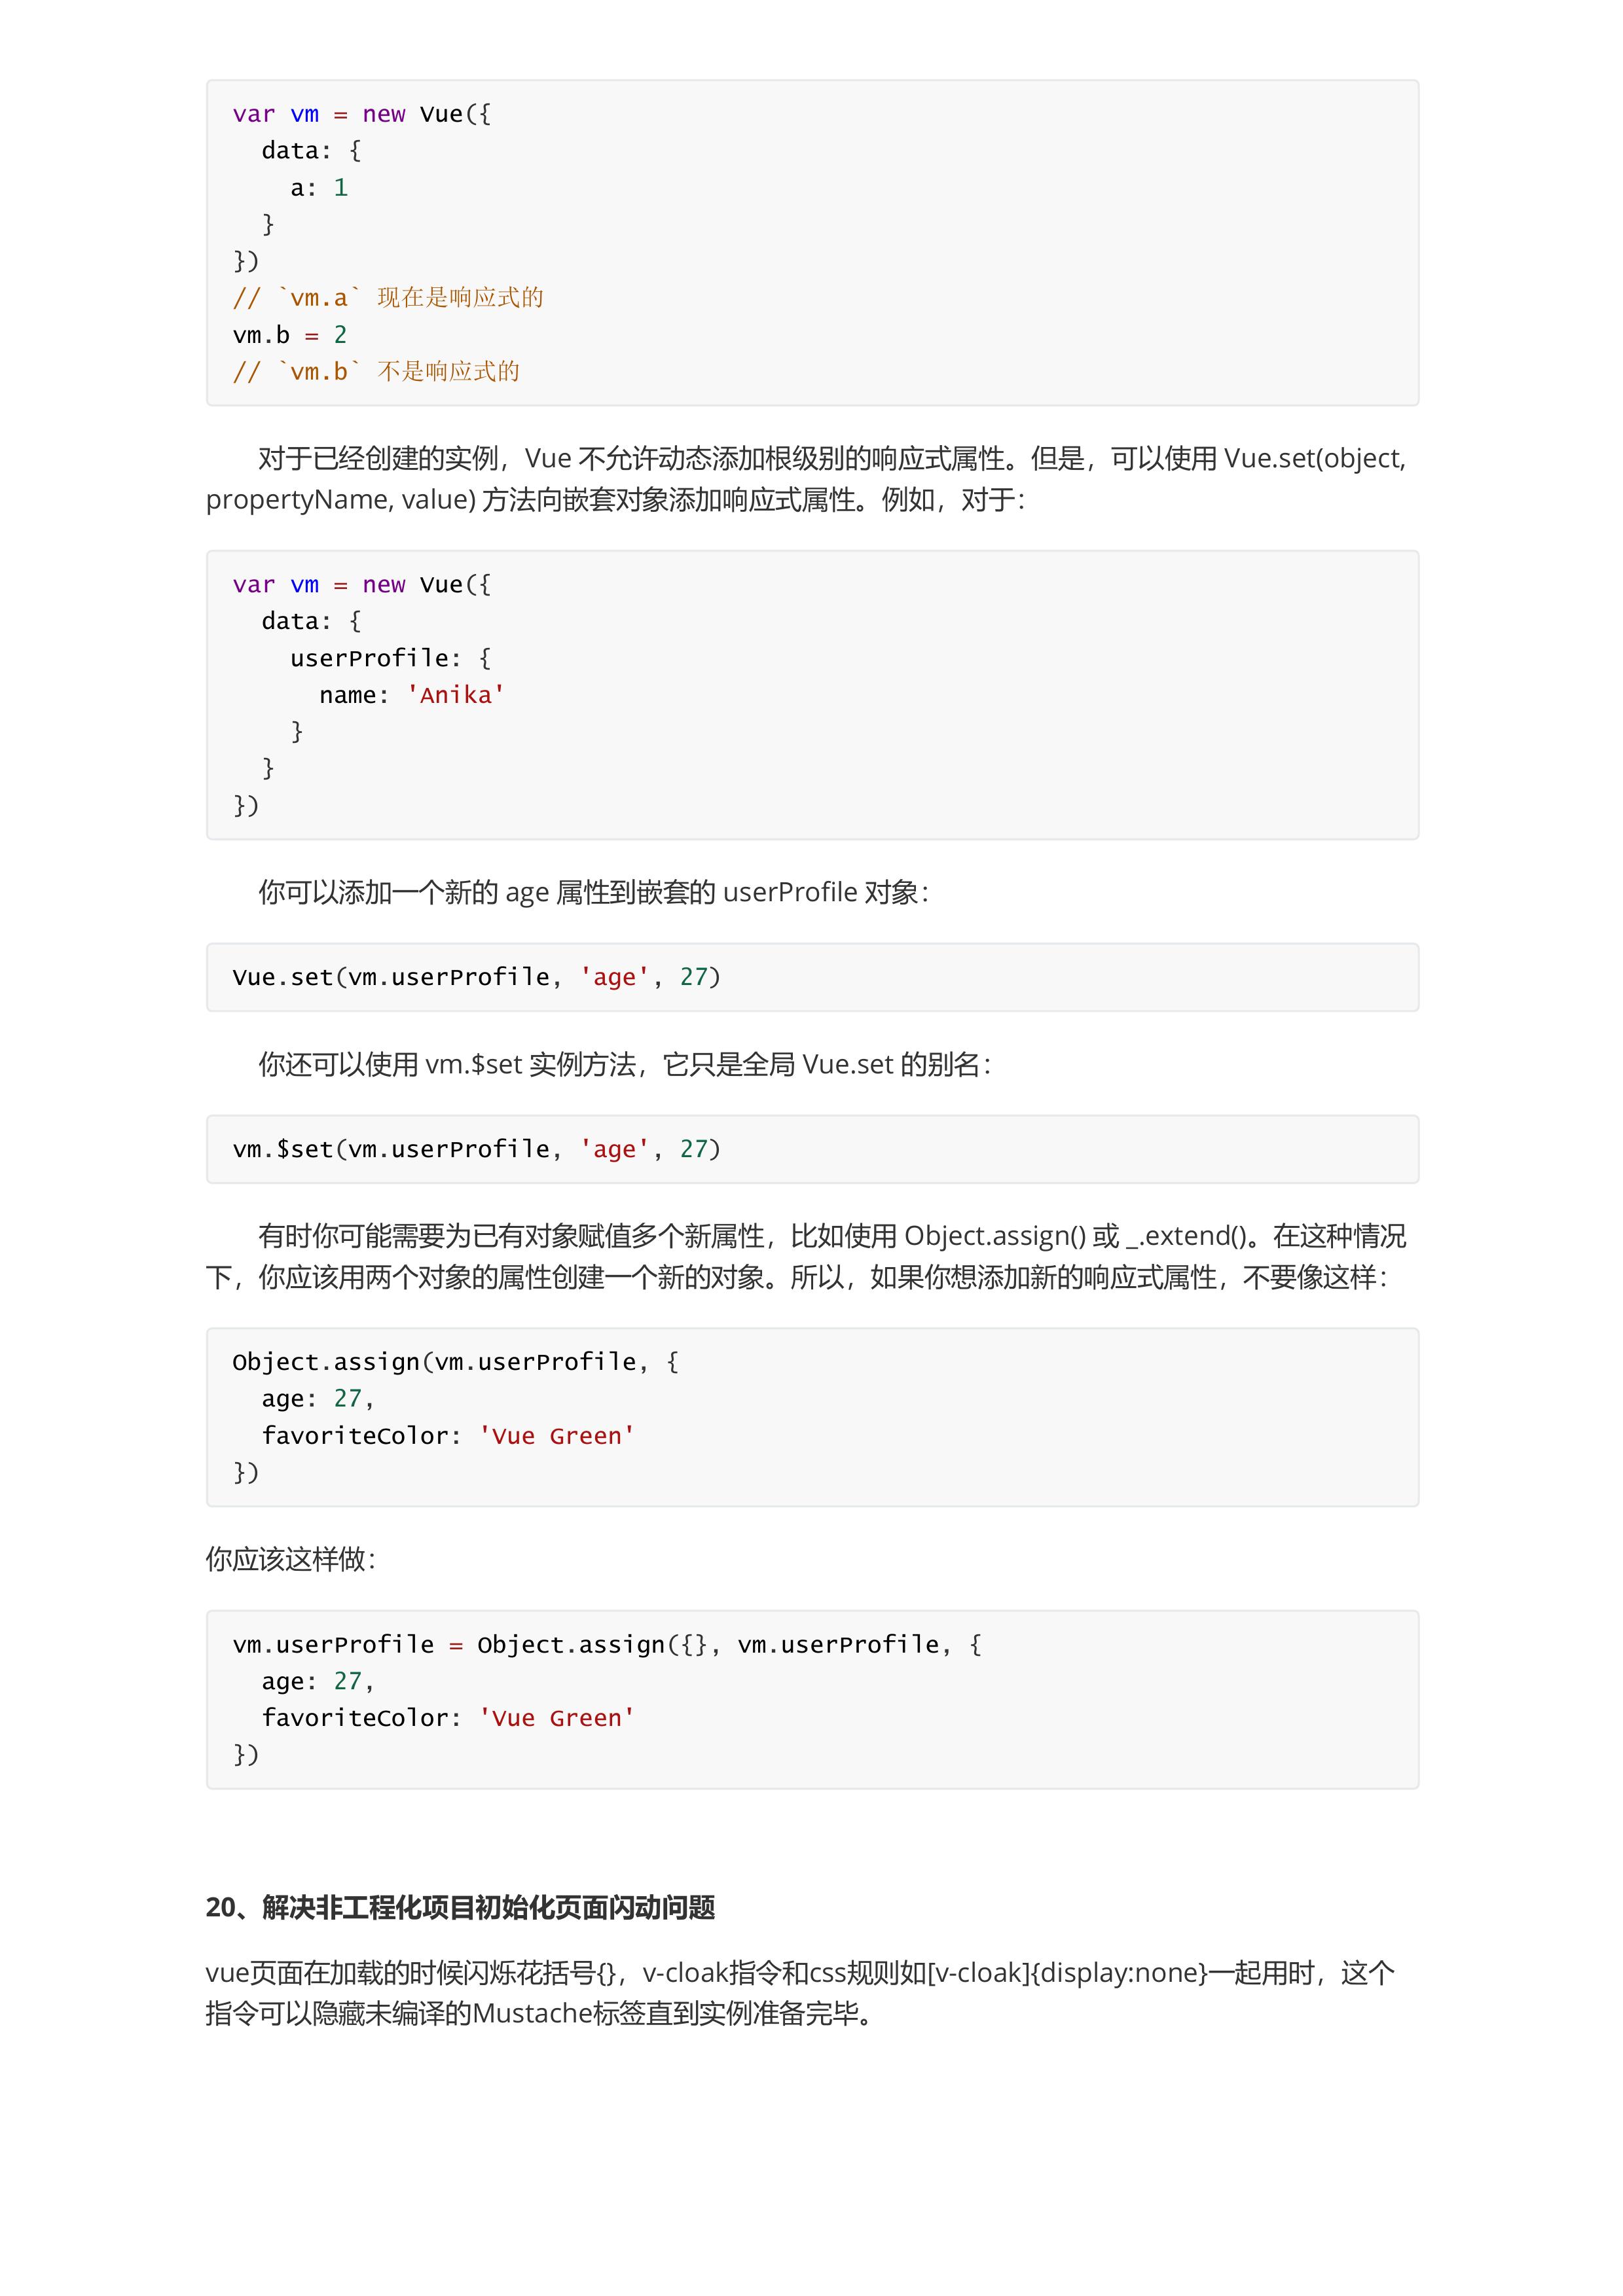 var vm = new Vue({
  data: {
    a: 1
  }
})
// `vm.a` 现在是响应式的
vm.b = 2
// `vm.b` 不是响应式的
对于已经创建的实例，Vue 不允许动态添加根级别的响应式属性。但是，可以使用 Vue.set(object,
propertyName, value) 方法向嵌套对象添加响应式属性。例如，对于：
var vm = new Vue({
  data: {
    userProfile: {
      name: 'Anika'
    }
  }
})
你可以添加一个新的 age 属性到嵌套的 userProfile 对象：
Vue.set(vm.userProfile, 'age', 27)
你还可以使用 vm.$set 实例方法，它只是全局 Vue.set 的别名：
vm.$set(vm.userProfile, 'age', 27)
有时你可能需要为已有对象赋值多个新属性，比如使用 Object.assign() 或 _.extend()。在这种情况
下，你应该用两个对象的属性创建一个新的对象。所以，如果你想添加新的响应式属性，不要像这样：
Object.assign(vm.userProfile, {
  age: 27,
  favoriteColor: 'Vue Green'
})
你应该这样做：
vm.userProfile = Object.assign({}, vm.userProfile, {
  age: 27,
  favoriteColor: 'Vue Green'
})
20、解决非工程化项目初始化页面闪动问题
vue页面在加载的时候闪烁花括号{}，v-cloak指令和css规则如[v-cloak]{display:none}一起用时，这个
指令可以隐藏未编译的Mustache标签直到实例准备完毕。